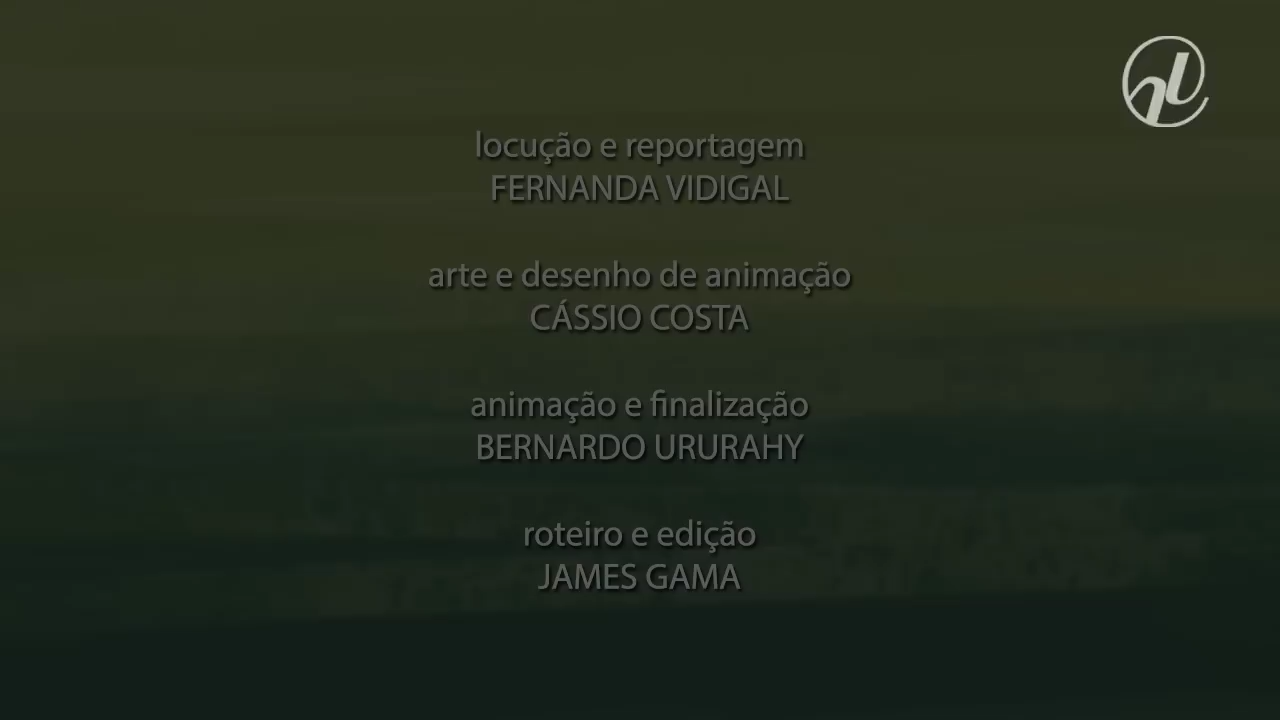 locução e reportagem
FERNANDA VIDIGAL
arte e desenho de animação
CÁSSIO COSTA
animação e finalização
BERNARDO URURAHY
roteiro e edição
JAMES GAMA